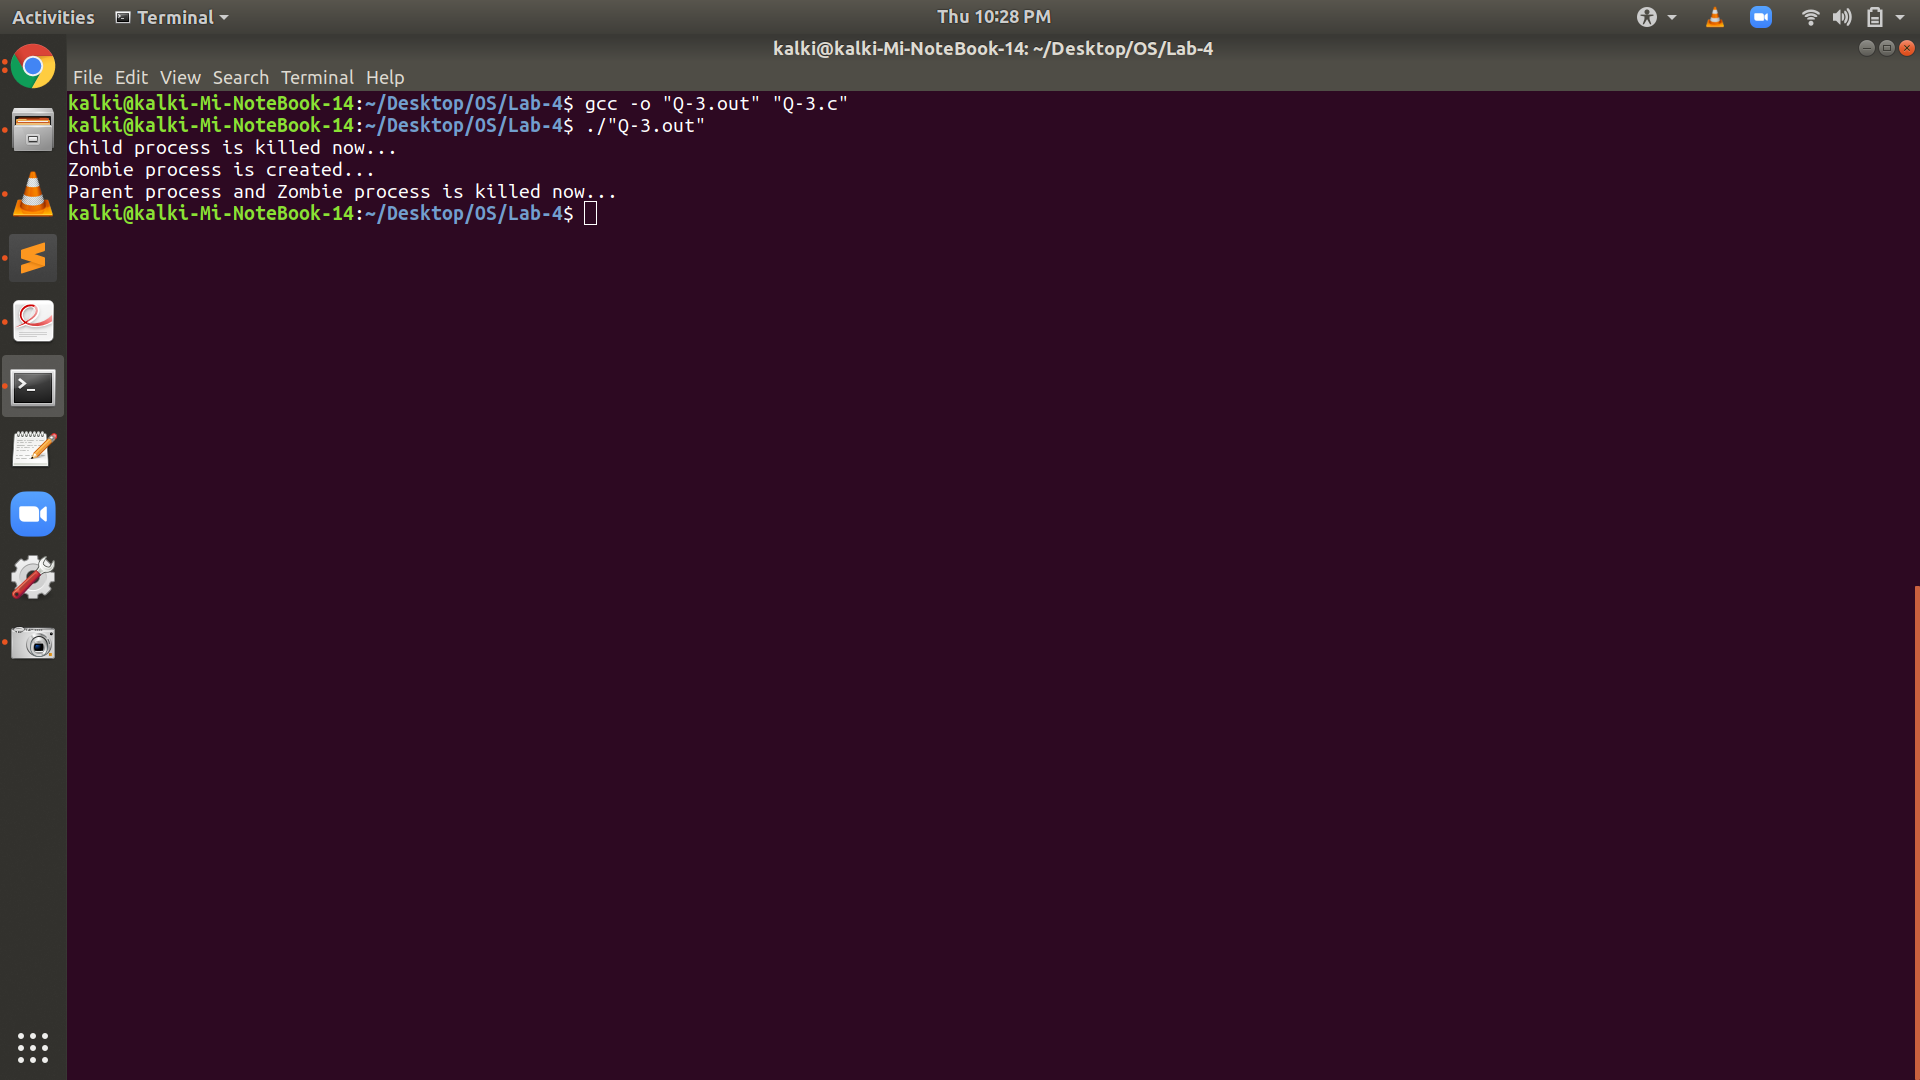 Activities Terminal Thu 10:28 PM
kalki@kalki-Mi-NoteBook-14: ~/Desktop/OS/Lab-4
File Edit View Search Terminal Help
kalki@kalki-Mi-NoteBook-14:~/Desktop/OS/Lab-4$ gcc -o "Q-3.out" "Q-3.c"
kalki@kalki-Mi-NoteBook-14:~/Desktop/OS/Lab-4$ ./"Q-3.out"
Child process is killed now...
Zombie process is created...
Parent process and Zombie process is killed now...
kalki@kalki-Mi-NoteBook-14:~/Desktop/OS/Lab-4$